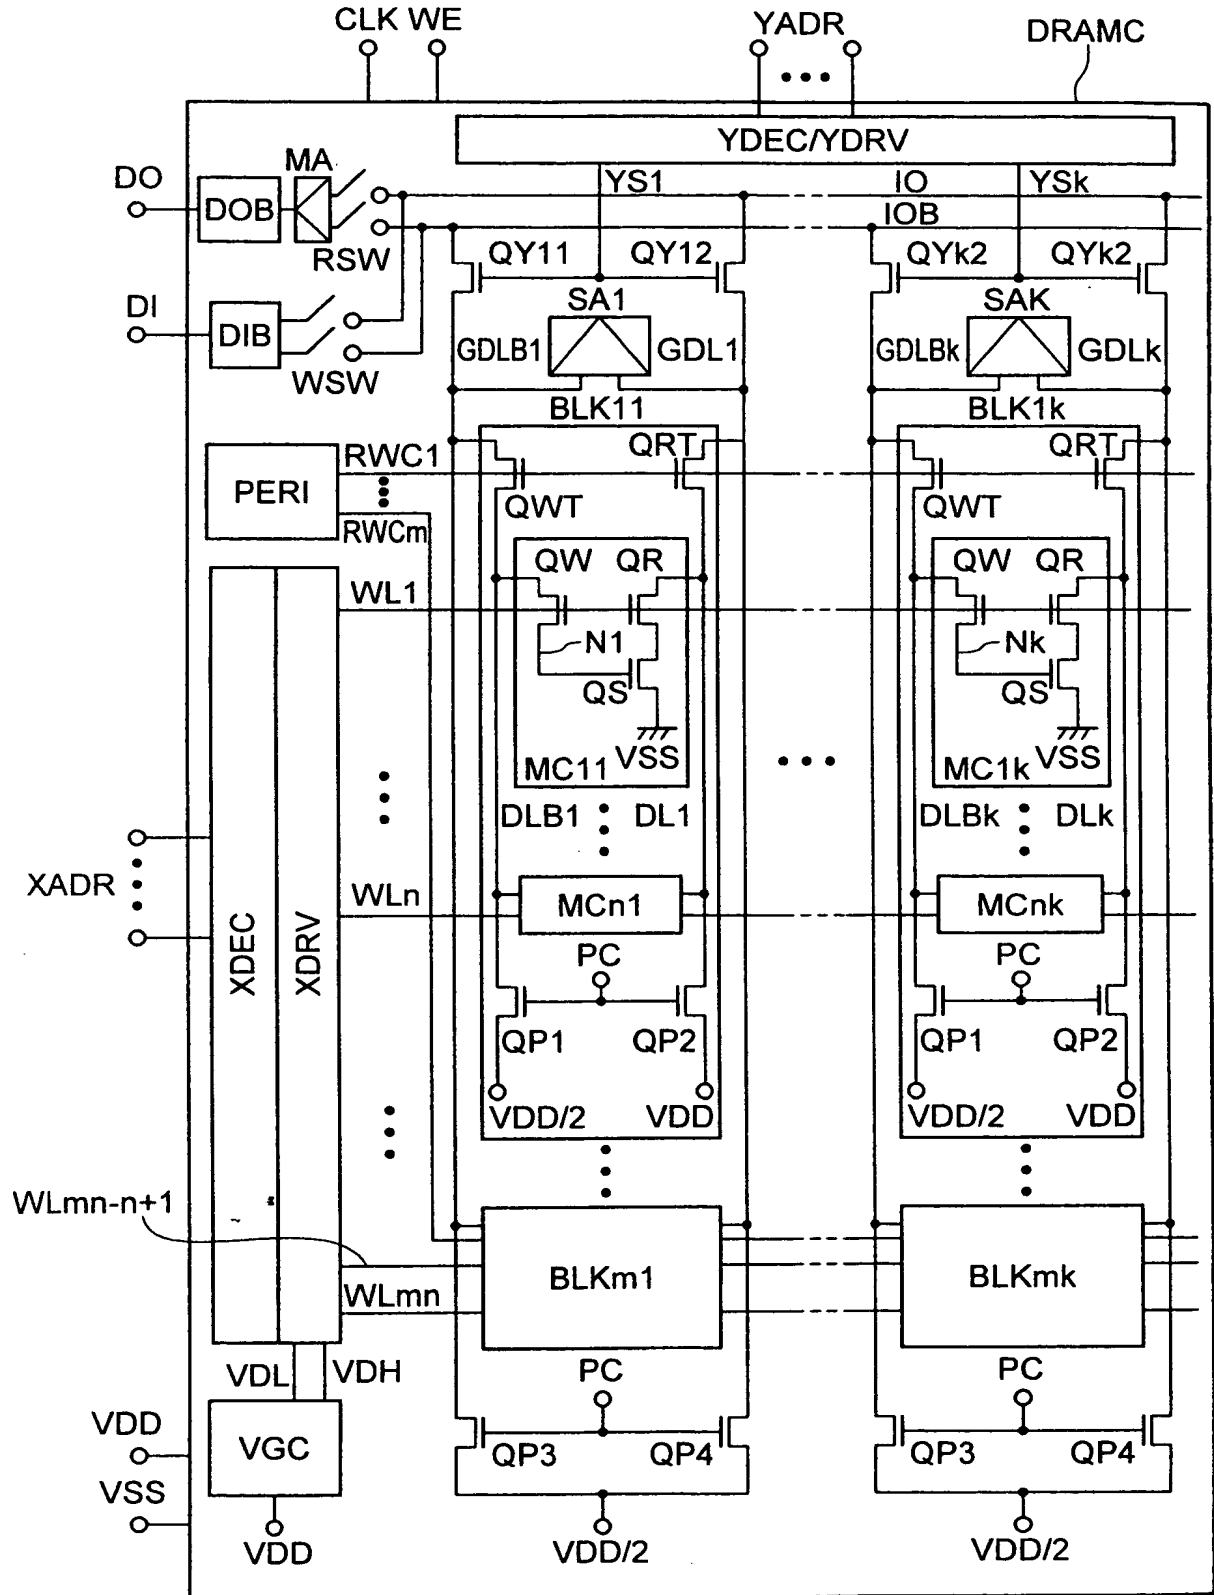 CLK WE YADR DRAMC
YDEC/YDRV
MA
DO YS1 IO YSk
DOB IOB
RSW QY11 QY12 QYk2 QYk2
DI SA1 SAK
DIB GDLB1 GDL1 GDLBk GDLk
WSW BLK11 BLK1k
RWC1 QRT QRT
PERI QWT QWT
RWCm
QW QR QW QR
WL1
N1 Nk
QS QS
VSS VSS
MC11 MC1k
DLB1 DL1 DLBk DLk
XADR WLn MCn1 MCnk
XDEC XDRV
PC PC
QP1 QP2 QP1 QP2
VDD/2 VDD VDD/2 VDD
WLmn-n+1
BLKm1 BLKmk
WLmn
VDL VDH PC PC
VDD
VGC QP3 QP4 QP3 QP4
VSS
VDD VDD/2 VDD/2